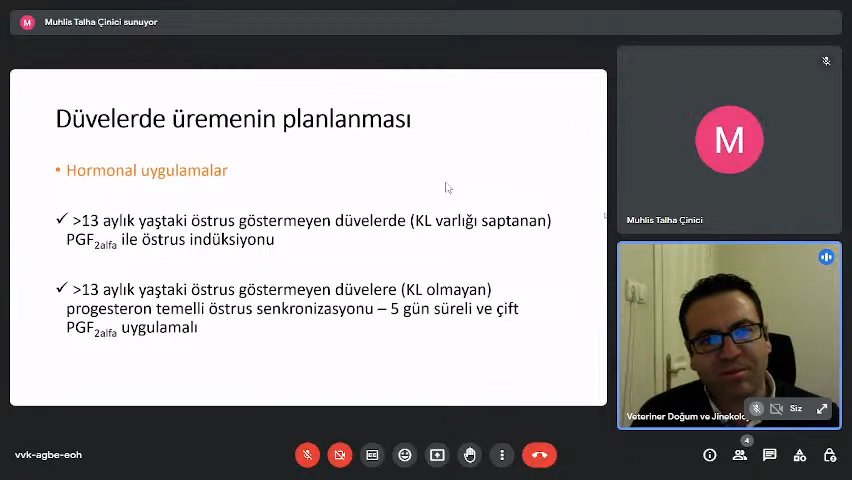 M Muhlis Talha Çinici sunuyor
Düvelerde üremenin planlanması
• Hormonal uygulamalar
✓ >13 aylık yaştaki östrus göstermeyen düvelerde (KL varlığı saptanan)
PGF2alfa ile östrus indüksiyonu
✓ >13 aylık yaştaki östrus göstermeyen düvelere (KL olmayan)
progesteron temelli östrus senkronizasyonu – 5 gün süreli ve çift
PGF2alfa uygulamalı
M
Muhlis Talha Çinici
Siz
Veteriner Doğum ve Jinekoloj
vvk-agbe-eoh
4